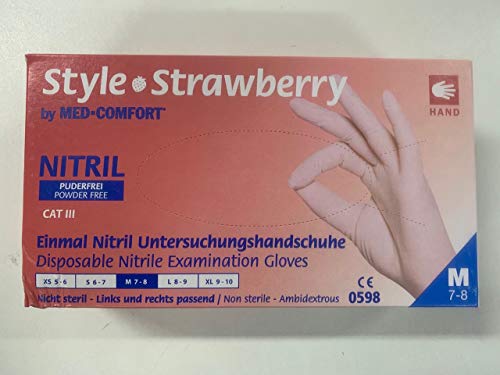 Style Strawberry
by MED-COMFORT
HAND
NITRIL
PUDERFREI
POWDER FREE
CAT III
Einmal Nitril Untersuchungshandschuhe
Disposable Nitrile Examination Gloves
XS 5-6 S 6-7 M 7-8 L 8-9 XL 9-10
Nicht steril - Links und rechts passend / Non sterile - Ambidextrous
CE
0598
M
7-8